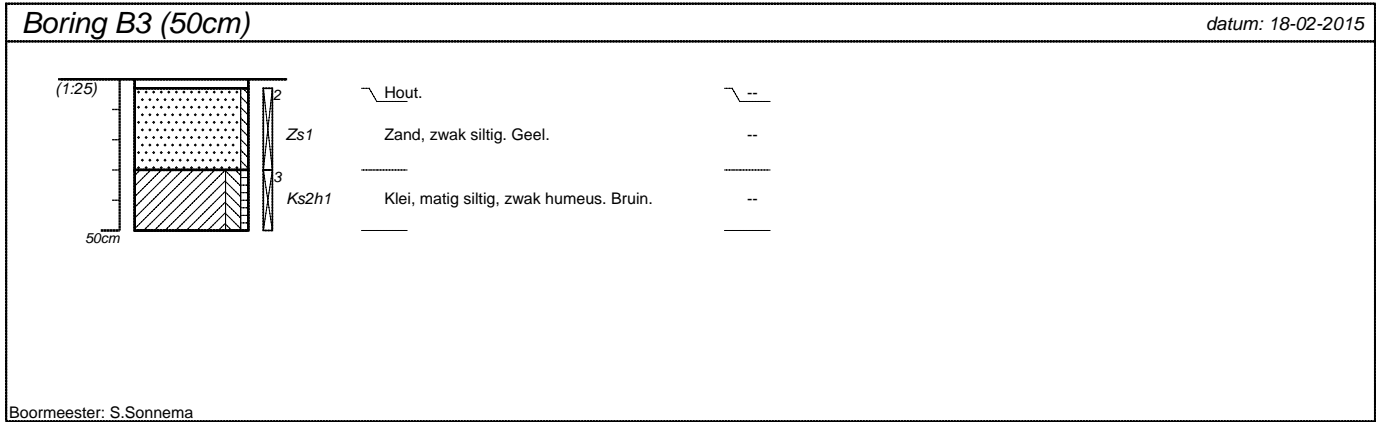 Boring B3 (50cm) datum: 18-02-2015
(1:25) 2 Hout. --
Zs1 Zand, zwak siltig. Geel. --
3
Ks2h1 Klei, matig siltig, zwak humeus. Bruin. --
50cm
Boormeester: S.Sonnema